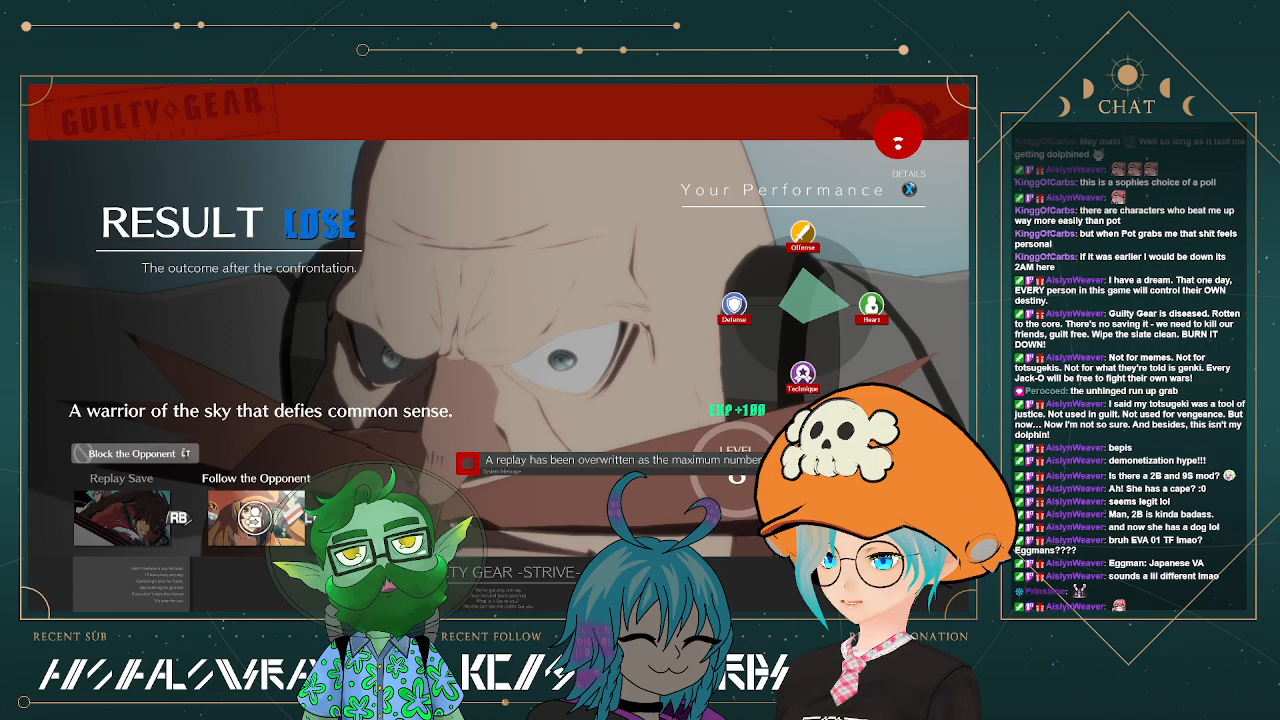 GUILTY GEAR
RESULT LOSE
The outcome after the confrontation.
DETAILS
X
Your Performance
Offense
Defense
Heart
Technique
EXP +100
LEVEL
8
A warrior of the sky that defies common sense.
Block the Opponent LT
Replay Save
Follow the Opponent
RB
A replay has been overwritten as the maximum number
System Message
TY GEAR -STRIVE-
RECENT SUB
RECENT FOLLOW
CHAT
KinggOfCarbs: May main Well so long as it isnt me
getting dolphined
AislynWeaver:
KinggOfCarbs: this is a sophies choice of a poll
AislynWeaver:
KinggOfCarbs: there are characters who beat me up
way more easily than pot
KinggOfCarbs: but when Pot grabs me that shit feels
personal
KinggOfCarbs: if it was earlier I would be down its
2AM here
AislynWeaver: I have a dream. That one day,
EVERY person in this game will control their OWN
destiny.
AislynWeaver: Guilty Gear is diseased. Rotten
to the core. There's no saving it - we need to kill our
friends, guilt free. Wipe the slate clean. BURN IT
DOWN!
AislynWeaver: Not for memes. Not for
totsugekis. Not for what they're told is genki. Every
Jack-O will be free to fight their own wars!
Perocoed: the unhinged run up grab
AislynWeaver: I said my totsugeki was a tool of
justice. Not used in guilt. Not used for vengeance. But
now... Now I'm not so sure. And besides, this isn't my
dolphin!
AislynWeaver: bepis
AislynWeaver: demonetization hype!!!
AislynWeaver: Is there a 2B and 9S mod?
AislynWeaver: Ah! She has a cape? :0
AislynWeaver: seems legit lol
AislynWeaver: Man, 2B is kinda badass.
AislynWeaver: and now she has a dog lol
AislynWeaver: bruh EVA 01 TF lmao?
Eggmans????
AislynWeaver: Eggman: Japanese VA
AislynWeaver: sounds a lil different lmao
Prinslime:
AislynWeaver: